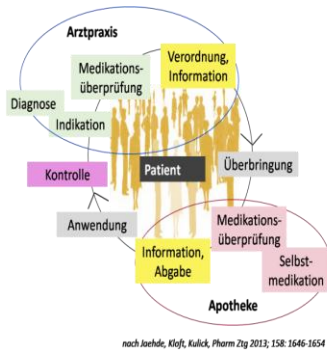 Arztpraxis
Medikations-
überprüfung
Verordnung,
Information
Diagnose
Indikation
Kontrolle
Patient
Überbringung
Anwendung
Information,
Abgabe
Medikations-
überprüfung
Selbst-
medikation
Apotheke
nach Jaehde, Kloft, Kulick, Pharm Ztg 2013; 158: 1646-1654